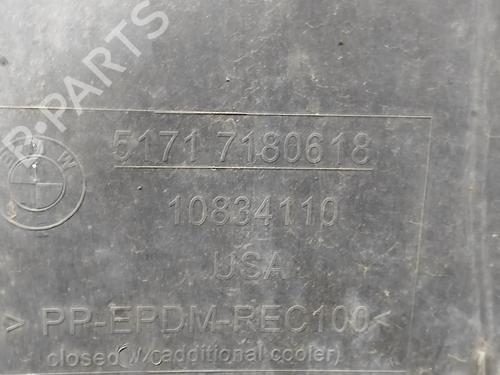 B-PARTS
BMW
5171 7180618
10834110
USA
> PP-EPDM-REC100<
closed (w/o additional cooler)